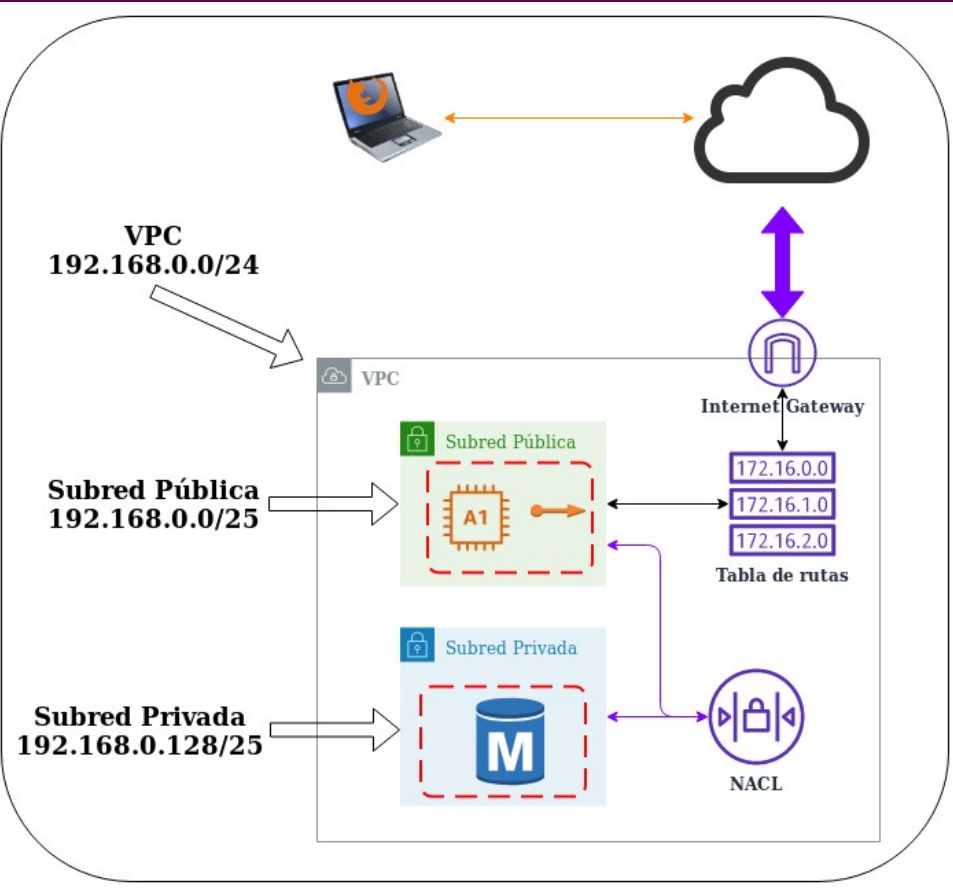 VPC
192.168.0.0/24
VPC
Internet Gateway
Subred Pública
172.16.0.0
Subred Pública
192.168.0.0/25
A1
172.16.1.0
172.16.2.0
Tabla de rutas
Subred Privada
Subred Privada
192.168.0.128/25
M
NACL